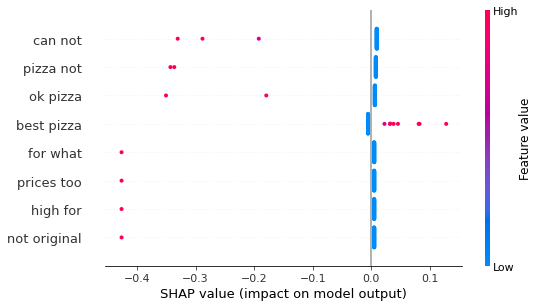 High
can not
pizza not
ok pizza
best pizza
for what
prices too
high for
not original
Feature value
Low
−0.4 −0.3 −0.2 −0.1 0.0 0.1
SHAP value (impact on model output)